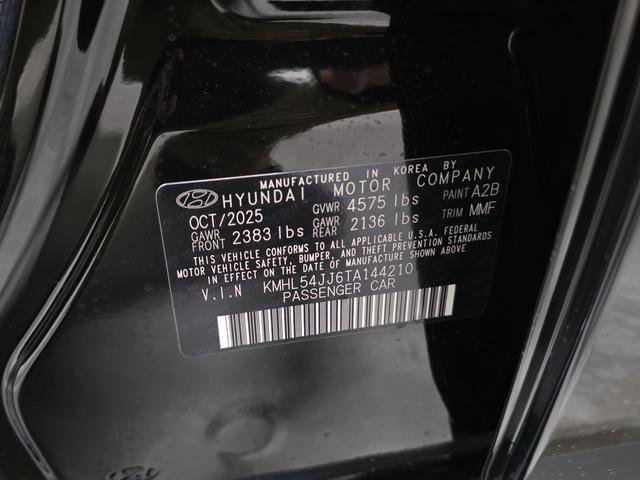 MANUFACTURED IN KOREA BY
HYUNDAI MOTOR COMPANY
OCT/2025 GVWR 4575 lbs PAINT A2B
GAWR FRONT 2383 lbs GAWR REAR 2136 lbs TRIM MMF
THIS VEHICLE CONFORMS TO ALL APPLICABLE U.S.A. FEDERAL
MOTOR VEHICLE SAFETY, BUMPER, AND THEFT PREVENTION STANDARDS
IN EFFECT ON THE DATE OF MANUFACTURE SHOWN ABOVE.
V.I.N KMHL54JJ6TA144210
PASSENGER CAR